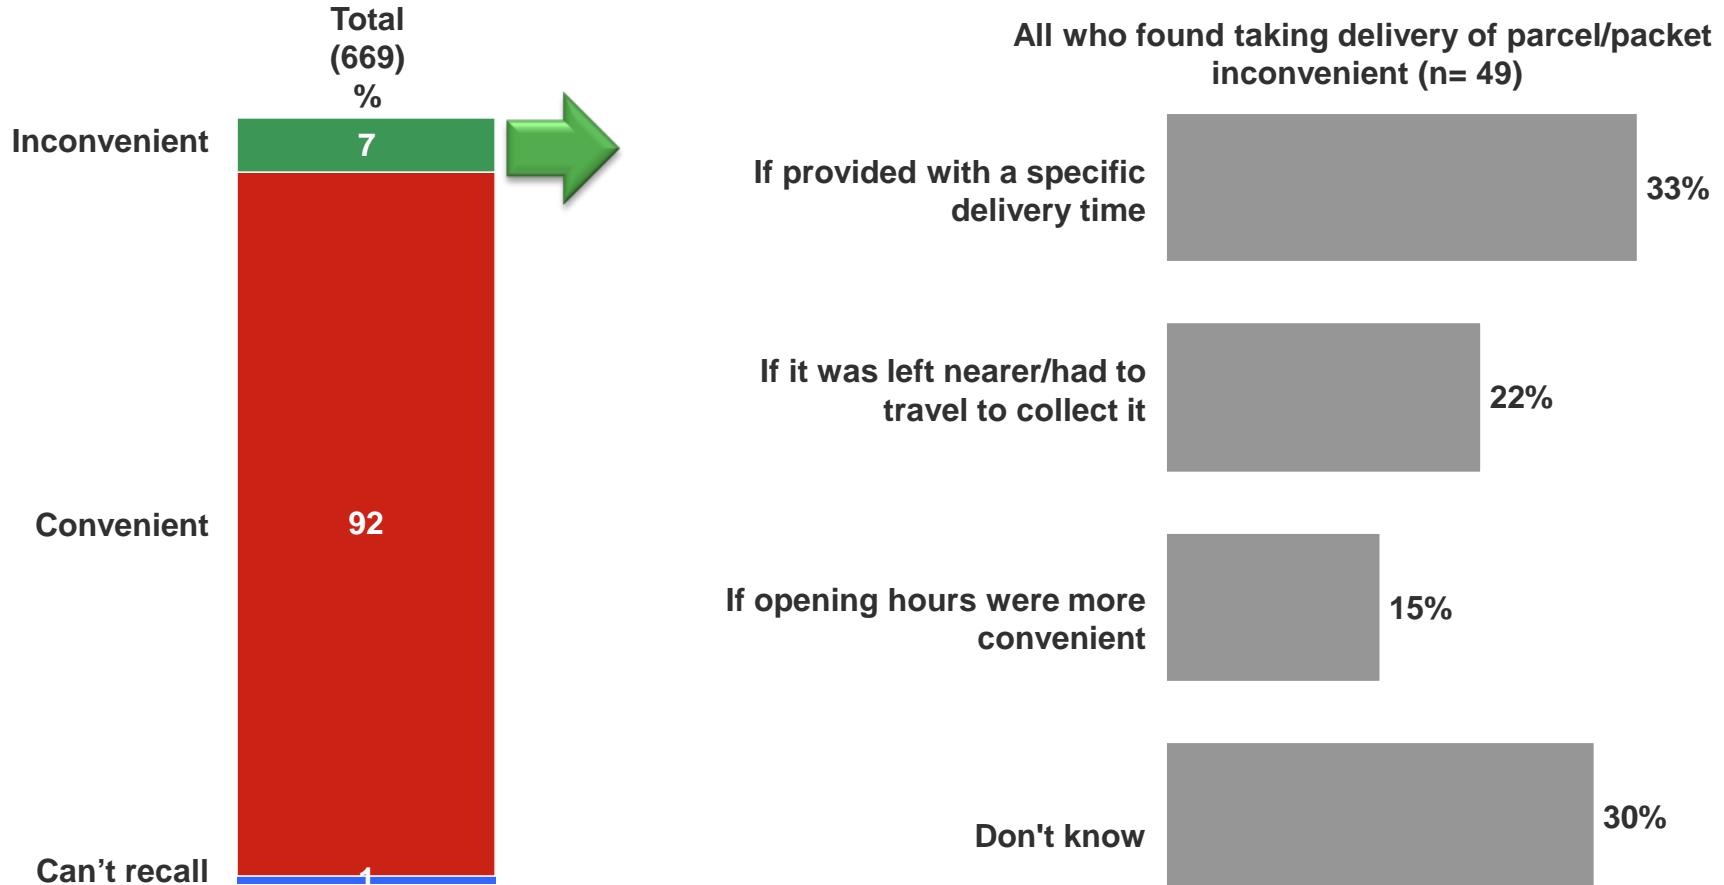 Total
(669)
%
Inconvenient
7
Convenient
92
Can’t recall
1
All who found taking delivery of parcel/packet
inconvenient (n= 49)
If provided with a specific
delivery time
33%
If it was left nearer/had to
travel to collect it
22%
If opening hours were more
convenient
15%
Don't know
30%